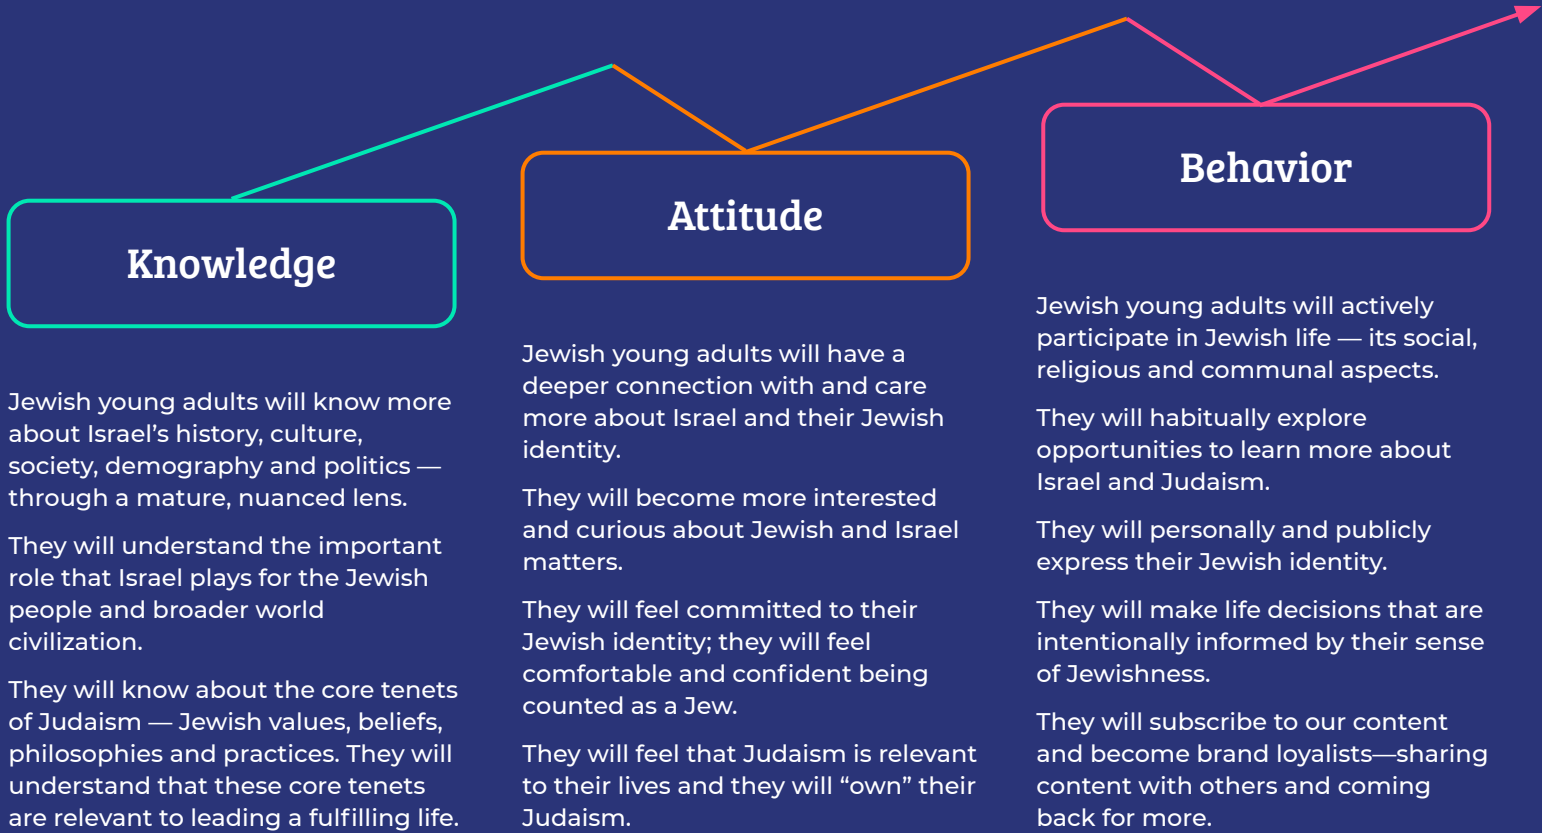 Knowledge
Jewish young adults will know more
about Israel’s history, culture,
society, demography and politics —
through a mature, nuanced lens.
They will understand the important
role that Israel plays for the Jewish
people and broader world
civilization.
They will know about the core tenets
of Judaism — Jewish values, beliefs,
philosophies and practices. They will
understand that these core tenets
are relevant to leading a fulfilling life.
Attitude
Jewish young adults will have a
deeper connection with and care
more about Israel and their Jewish
identity.
They will become more interested
and curious about Jewish and Israel
matters.
They will feel committed to their
Jewish identity; they will feel
comfortable and confident being
counted as a Jew.
They will feel that Judaism is relevant
to their lives and they will “own” their
Judaism.
Behavior
Jewish young adults will actively
participate in Jewish life — its social,
religious and communal aspects.
They will habitually explore
opportunities to learn more about
Israel and Judaism.
They will personally and publicly
express their Jewish identity.
They will make life decisions that are
intentionally informed by their sense
of Jewishness.
They will subscribe to our content
and become brand loyalists—sharing
content with others and coming
back for more.